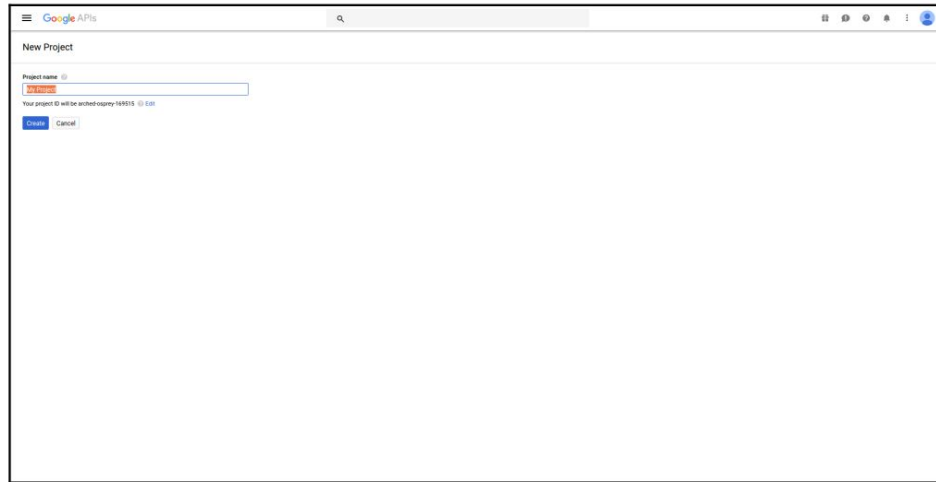 Google APIs
New Project
Project name
My Project
Your project ID will be arched-osprey-169515 Edit
Create Cancel